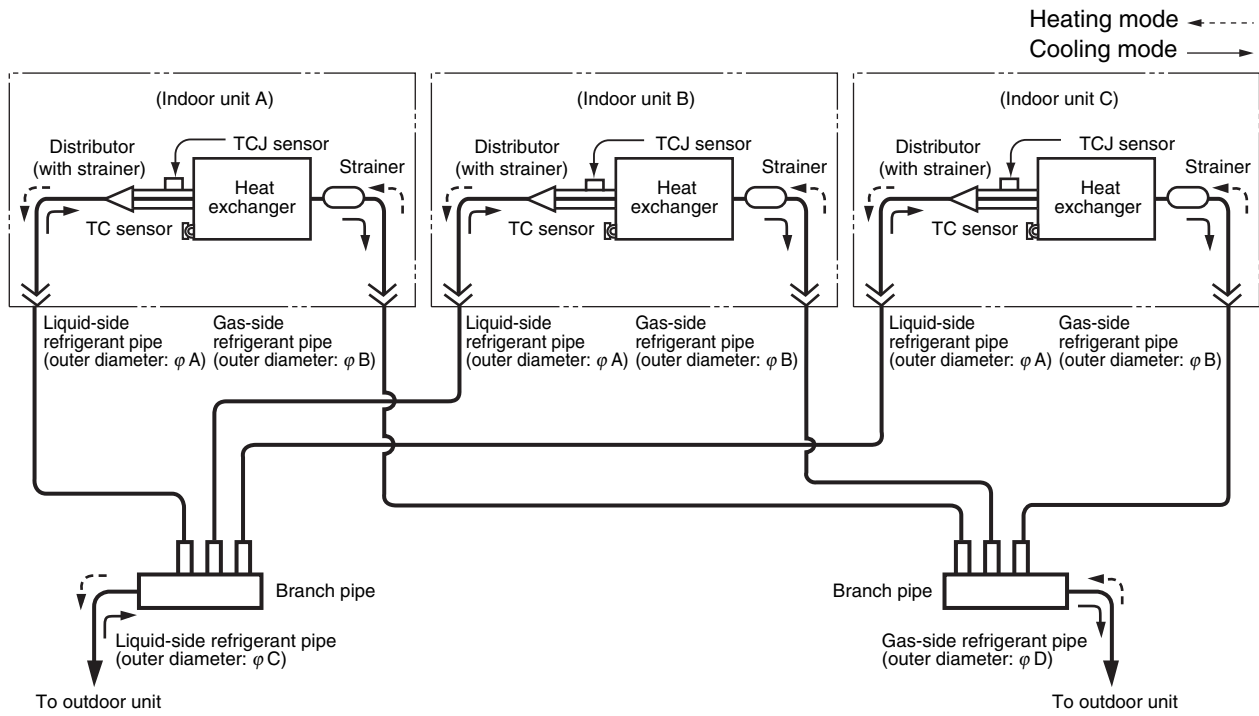 Heating mode
Cooling mode
(Indoor unit A)
Distributor
(with strainer)
TCJ sensor
Strainer
Heat
exchanger
TC sensor
(Indoor unit B)
Distributor
(with strainer)
TCJ sensor
Strainer
Heat
exchanger
TC sensor
(Indoor unit C)
Distributor
(with strainer)
TCJ sensor
Strainer
Heat
exchanger
TC sensor
Liquid-side
refrigerant pipe
(outer diameter: φ A)
Gas-side
refrigerant pipe
(outer diameter: φ B)
Liquid-side
refrigerant pipe
(outer diameter: φ A)
Gas-side
refrigerant pipe
(outer diameter: φ B)
Liquid-side
refrigerant pipe
(outer diameter: φ A)
Gas-side
refrigerant pipe
(outer diameter: φ B)
Branch pipe
Liquid-side refrigerant pipe
(outer diameter: φ C)
To outdoor unit
Branch pipe
Gas-side refrigerant pipe
(outer diameter: φ D)
To outdoor unit